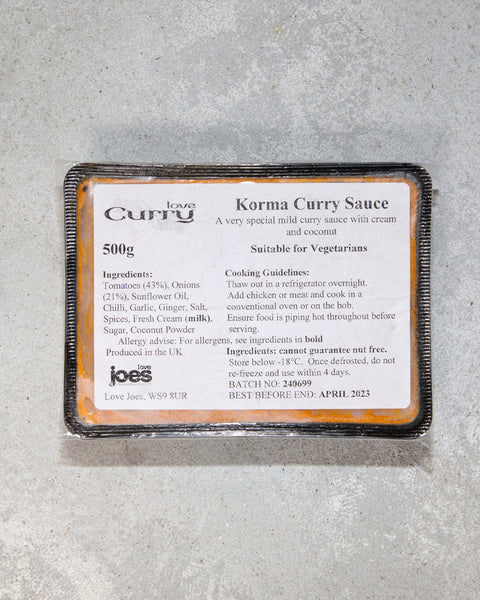 love
Curry
Korma Curry Sauce
A very special mild curry sauce with cream
and coconut
500g
Suitable for Vegetarians
Ingredients:
Tomatoes (43%), Onions
(21%), Sunflower Oil,
Chilli, Garlic, Ginger, Salt,
Spices, Fresh Cream (milk),
Sugar, Coconut Powder
Cooking Guidelines:
Thaw out in a refrigerator overnight.
Add chicken or meat and cook in a
conventional oven or on the hob.
Ensure food is piping hot throughout before
serving.
Allergy advise: For allergens, see ingredients in bold
Produced in the UK
Ingredients: cannot guarantee nut free.
Store below -18°C. Once defrosted, do not
re-freeze and use within 4 days.
BATCH NO: 240699
BEST BEFORE END: APRIL 2023
love
joes
Love Joes, WS9 8UR